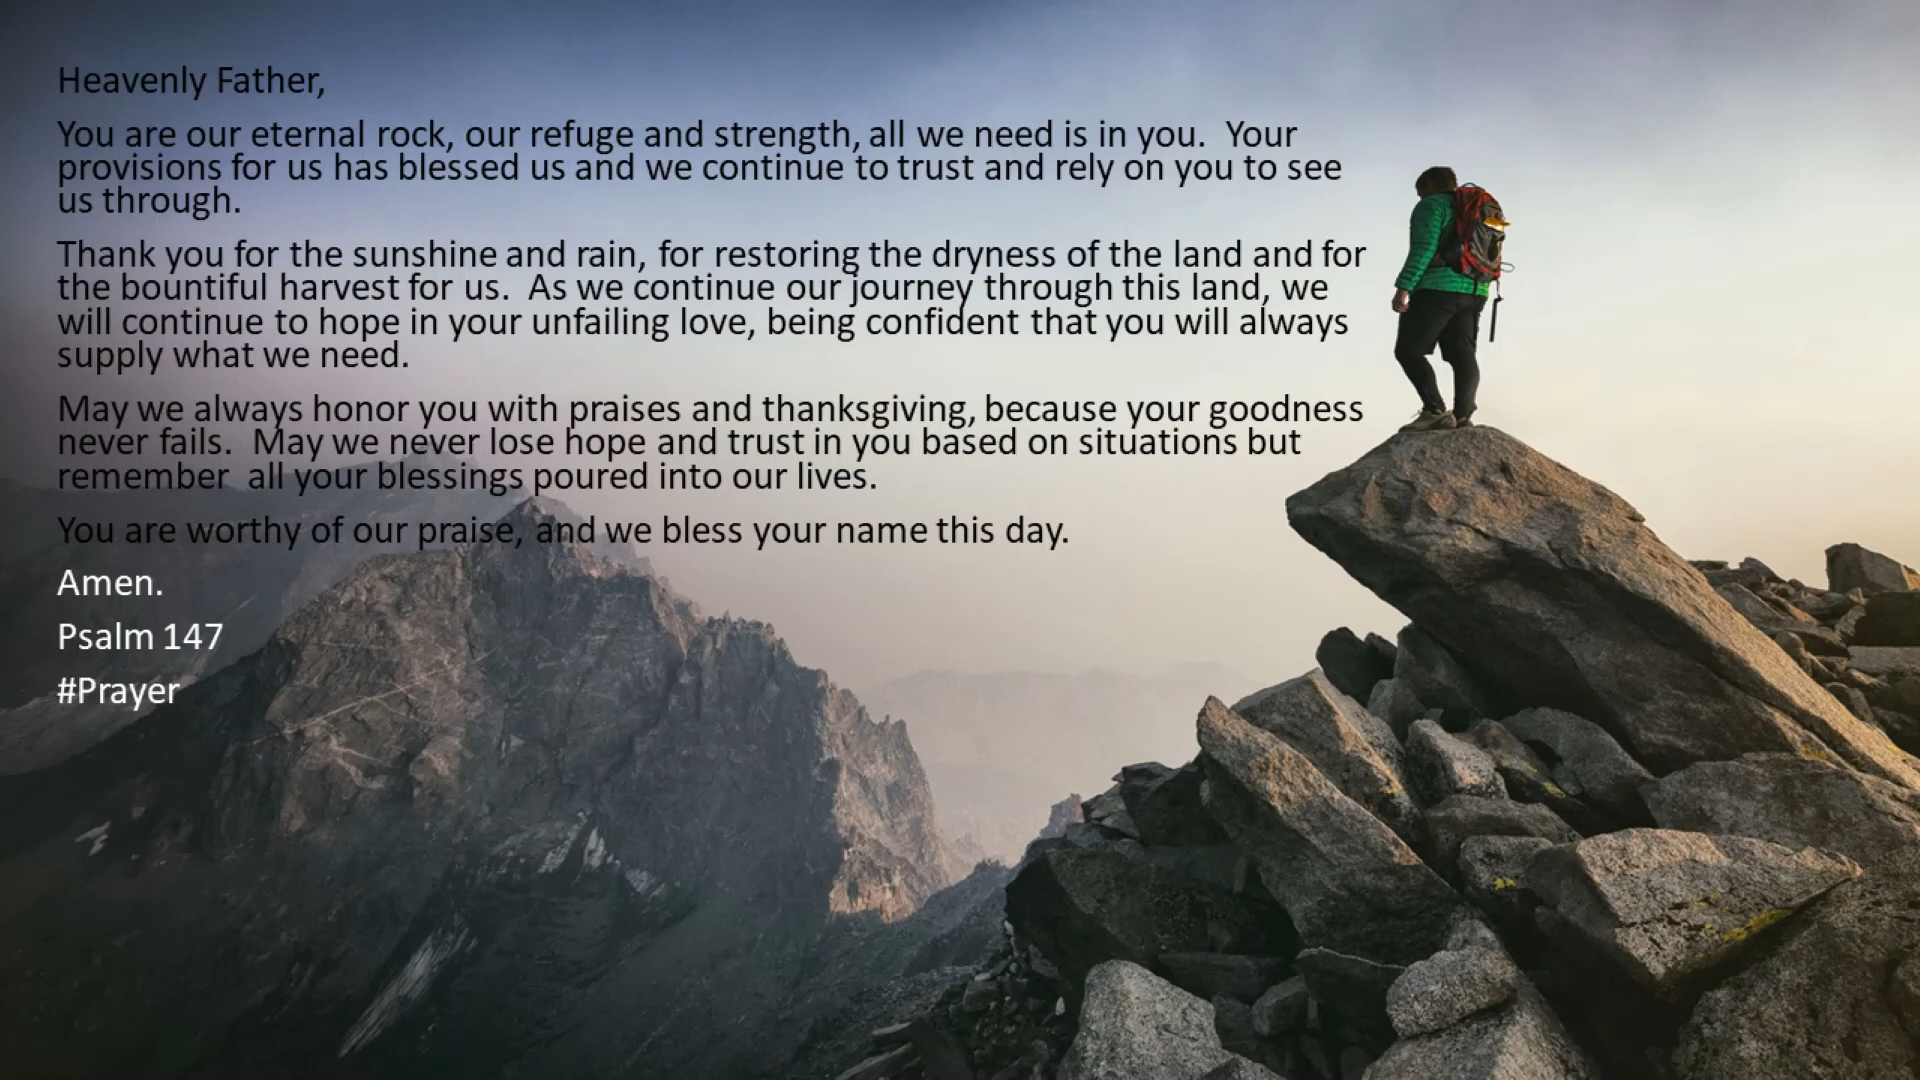 Heavenly Father,
You are our eternal rock, our refuge and strength, all we need is in you.  Your
provisions for us has blessed us and we continue to trust and rely on you to see
us through.
Thank you for the sunshine and rain, for restoring the dryness of the land and for
the bountiful harvest for us.  As we continue our journey through this land, we
will continue to hope in your unfailing love, being confident that you will always
supply what we need.
May we always honor you with praises and thanksgiving, because your goodness
never fails.  May we never lose hope and trust in you based on situations but
remember  all your blessings poured into our lives.
You are worthy of our praise, and we bless your name this day.
Amen.
Psalm 147
#Prayer